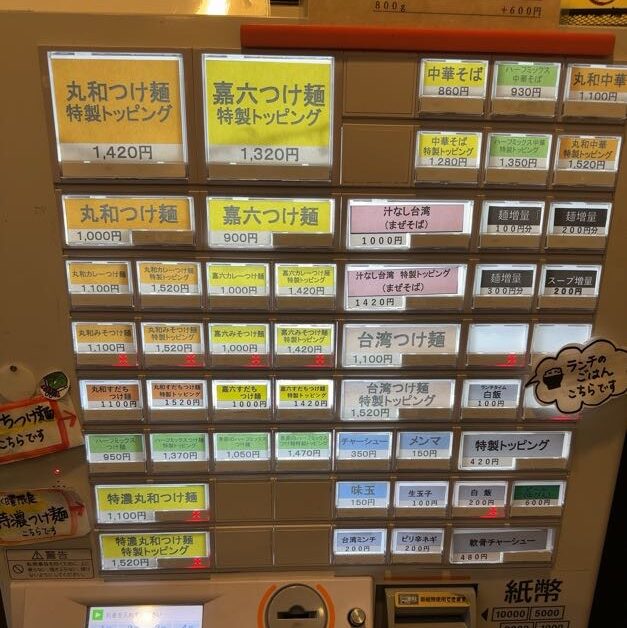 800g +600円
丸和つけ麺
特製トッピング
1,420円
嘉六つけ麺
特製トッピング
1,320円
中華そば
860円
ハーフミックス
中華そば
930円
丸和中華
1,100円
中華そば
特製トッピング
1,280円
ハーフミックス中華
特製トッピング
1,350円
丸和中華
特製トッピング
1,520円
丸和つけ麺
1,000円
嘉六つけ麺
900円
汁なし台湾
(まぜそば)
1000円
麺増量
100円分
麺増量
200円分
丸和カレーつけ麺
1,100円
丸和カレーつけ麺
特製トッピング
1,520円
嘉六カレーつけ麺
1,000円
嘉六カレーつけ麺
特製トッピング
1,420円
汁なし台湾 特製トッピング
(まぜそば)
1420円
麺増量
300円分
スープ増量
200円
丸和みそつけ麺
1,100円
丸和みそつけ麺
特製トッピング
1,520円
嘉六みそつけ麺
1,000円
嘉六みそつけ麺
特製トッピング
1,420円
台湾つけ麺
1,100円
丸和すだちつけ麺
1100円
丸和すだちつけ麺
特製トッピング
1520円
嘉六すだち
つけ麺
1000円
嘉六すだちつけ麺
特製トッピング
1420円
台湾つけ麺
特製トッピング
1,520円
ランチタイム
白飯
100円
ランチの
ごはん
こちらです
ハーフミックス
つけ麺
950円
ハーフミックスつけ麺
特製トッピング
1,370円
1,050円
1,470円
チャーシュー
350円
メンマ
150円
特製トッピング
420円
ちつけ麺
こちらです
特濃丸和つけ麺
1,100円
味玉
150円
生玉子
100円
白飯
200円
600円
特濃つけ麺
こちらです
特濃丸和つけ麺
特製トッピング
1,520円
台湾ミンチ
200円
ピリ辛ネギ
200円
軟骨チャーシュー
480円
警告
紙幣
10000 5000